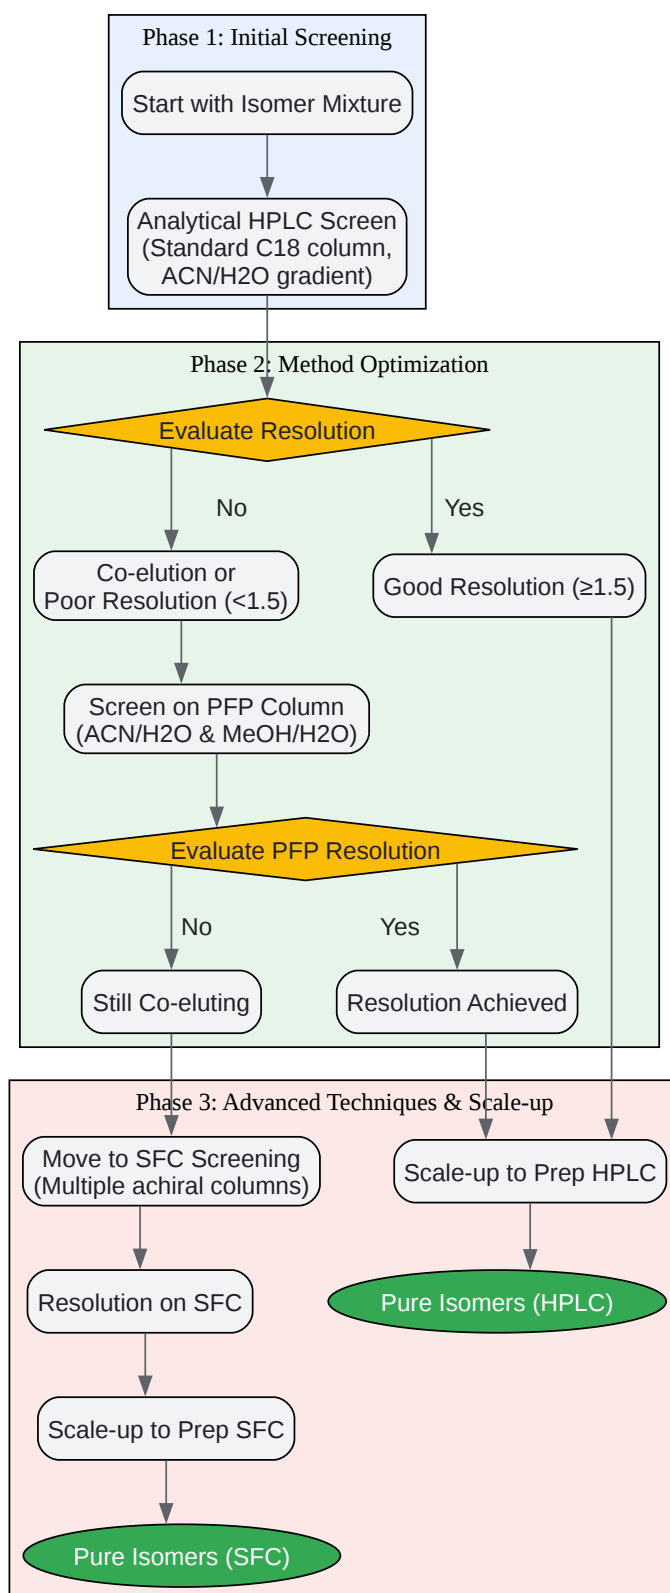 Phase 1: Initial Screening
Start with Isomer Mixture
Analytical HPLC Screen
(Standard C18 column,
ACN/H2O gradient)
Phase 2: Method Optimization
Evaluate Resolution
No
Yes
Co-elution or
Poor Resolution (<1.5)
Good Resolution (≥1.5)
Screen on PFP Column
(ACN/H2O & MeOH/H2O)
Evaluate PFP Resolution
No
Yes
Still Co-eluting
Resolution Achieved
Phase 3: Advanced Techniques & Scale-up
Move to SFC Screening
(Multiple achiral columns)
Scale-up to Prep HPLC
Resolution on SFC
Pure Isomers (HPLC)
Scale-up to Prep SFC
Pure Isomers (SFC)